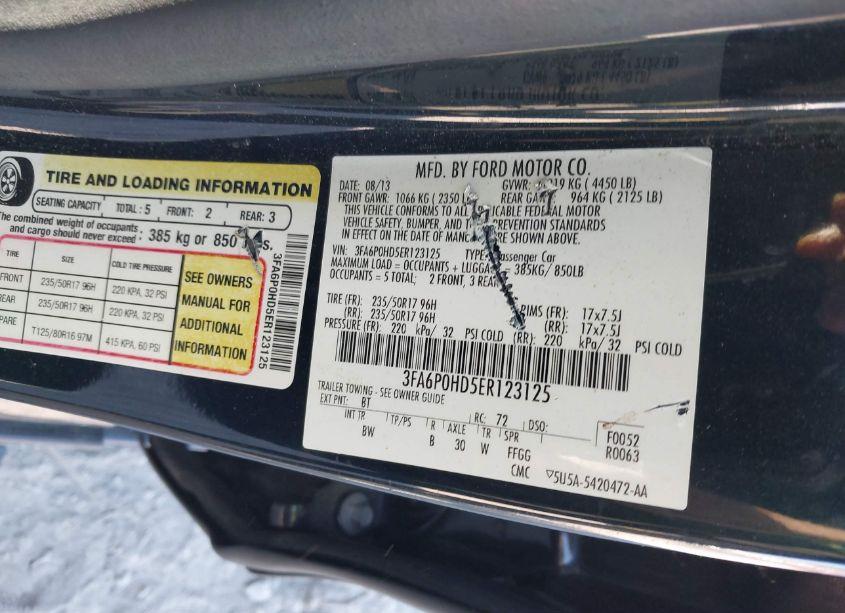 TIRE AND LOADING INFORMATION
SEATING CAPACITY TOTAL: 5 FRONT: 2 REAR: 3
The combined weight of occupants
and cargo should never exceed : 385 kg or 850
TIRE SIZE COLD TIRE PRESSURE
FRONT 235/50R17 96H 220 KPA, 32 PSI
REAR 235/50R17 96H 220 KPA, 32 PSI
PARE T125/80R16 97M 415 KPA, 60 PSI
SEE OWNERS
MANUAL FOR
ADDITIONAL
INFORMATION
3FA6P0HD5ER123125
MFD. BY FORD MOTOR CO.
DATE: 08/13 GVWR: 19 KG ( 4450 LB)
FRONT GAWR: 1066 KG ( 2350 REAR 964 KG ( 2125 LB)
THIS VEHICLE CONFORMS TO FEDERAL MOTOR
VEHICLE SAFETY, BUMPER, AND PREVENTION STANDARDS
IN EFFECT ON THE DATE OF SHOWN ABOVE.
VIN: 3FA6P0HD5ER123125 TYPE: Passenger Car
MAXIMUM LOAD = OCCUPANTS + = 385KG/ 850LB
OCCUPANTS = 5 TOTAL; 2 FRONT, 3 REAR
TIRE (FR): 235/50R17 96H RIMS (FR): 17x7.5J
(RR): 235/50R17 96H (RR): 17x7.5J
PRESSURE (FR): 220 kPa/ 32 PSI COLD (RR): 220 kPa/ 32 PSI COLD
3FA6P0HD5ER123125
TRAILER TOWING - SEE OWNER GUIDE
EXT PNT: BT RC: 72 DSO:
INT TR TP/PS R AXLE TR SPR F0052
BW B 30 W FFGG R0063
CMC ▽5U5A-5420472-AA